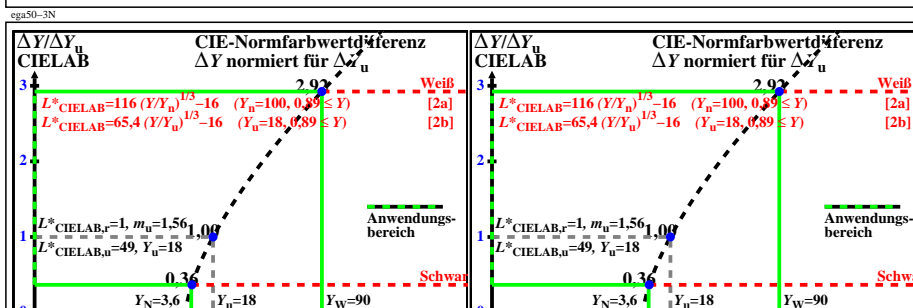 ega50-3N
ΔY/ΔYu
CIELAB
CIE-Normfarbwertdifferenz
ΔY normiert für ΔYu
3
2,92
Weiß
L*CIELAB=116 (Y/Yn)1/3–16 (Yn=100, 0,89 ≤ Y) [2a]
L*CIELAB=65,4 (Y/Yu)1/3–16 (Yu=18, 0,89 ≤ Y) [2b]
2
L*CIELAB,r=1, mu=1,56
1,00
Anwendungs-
bereich
1
L*CIELAB,u=49, Yu=18
0,36
YN=3,6 Yu=18 YW=90
ΔY/ΔYu
CIELAB
CIE-Normfarbwertdifferenz
ΔY normiert für ΔYu
3
2,92
Weiß
L*CIELAB=116 (Y/Yn)1/3–16 (Yn=100, 0,89 ≤ Y) [2a]
L*CIELAB=65,4 (Y/Yu)1/3–16 (Yu=18, 0,89 ≤ Y) [2b]
2
L*CIELAB,r=1, mu=1,56
1,00
Anwendungs-
bereich
1
L*CIELAB,u=49, Yu=18
0,36
YN=3,6 Yu=18 YW=90